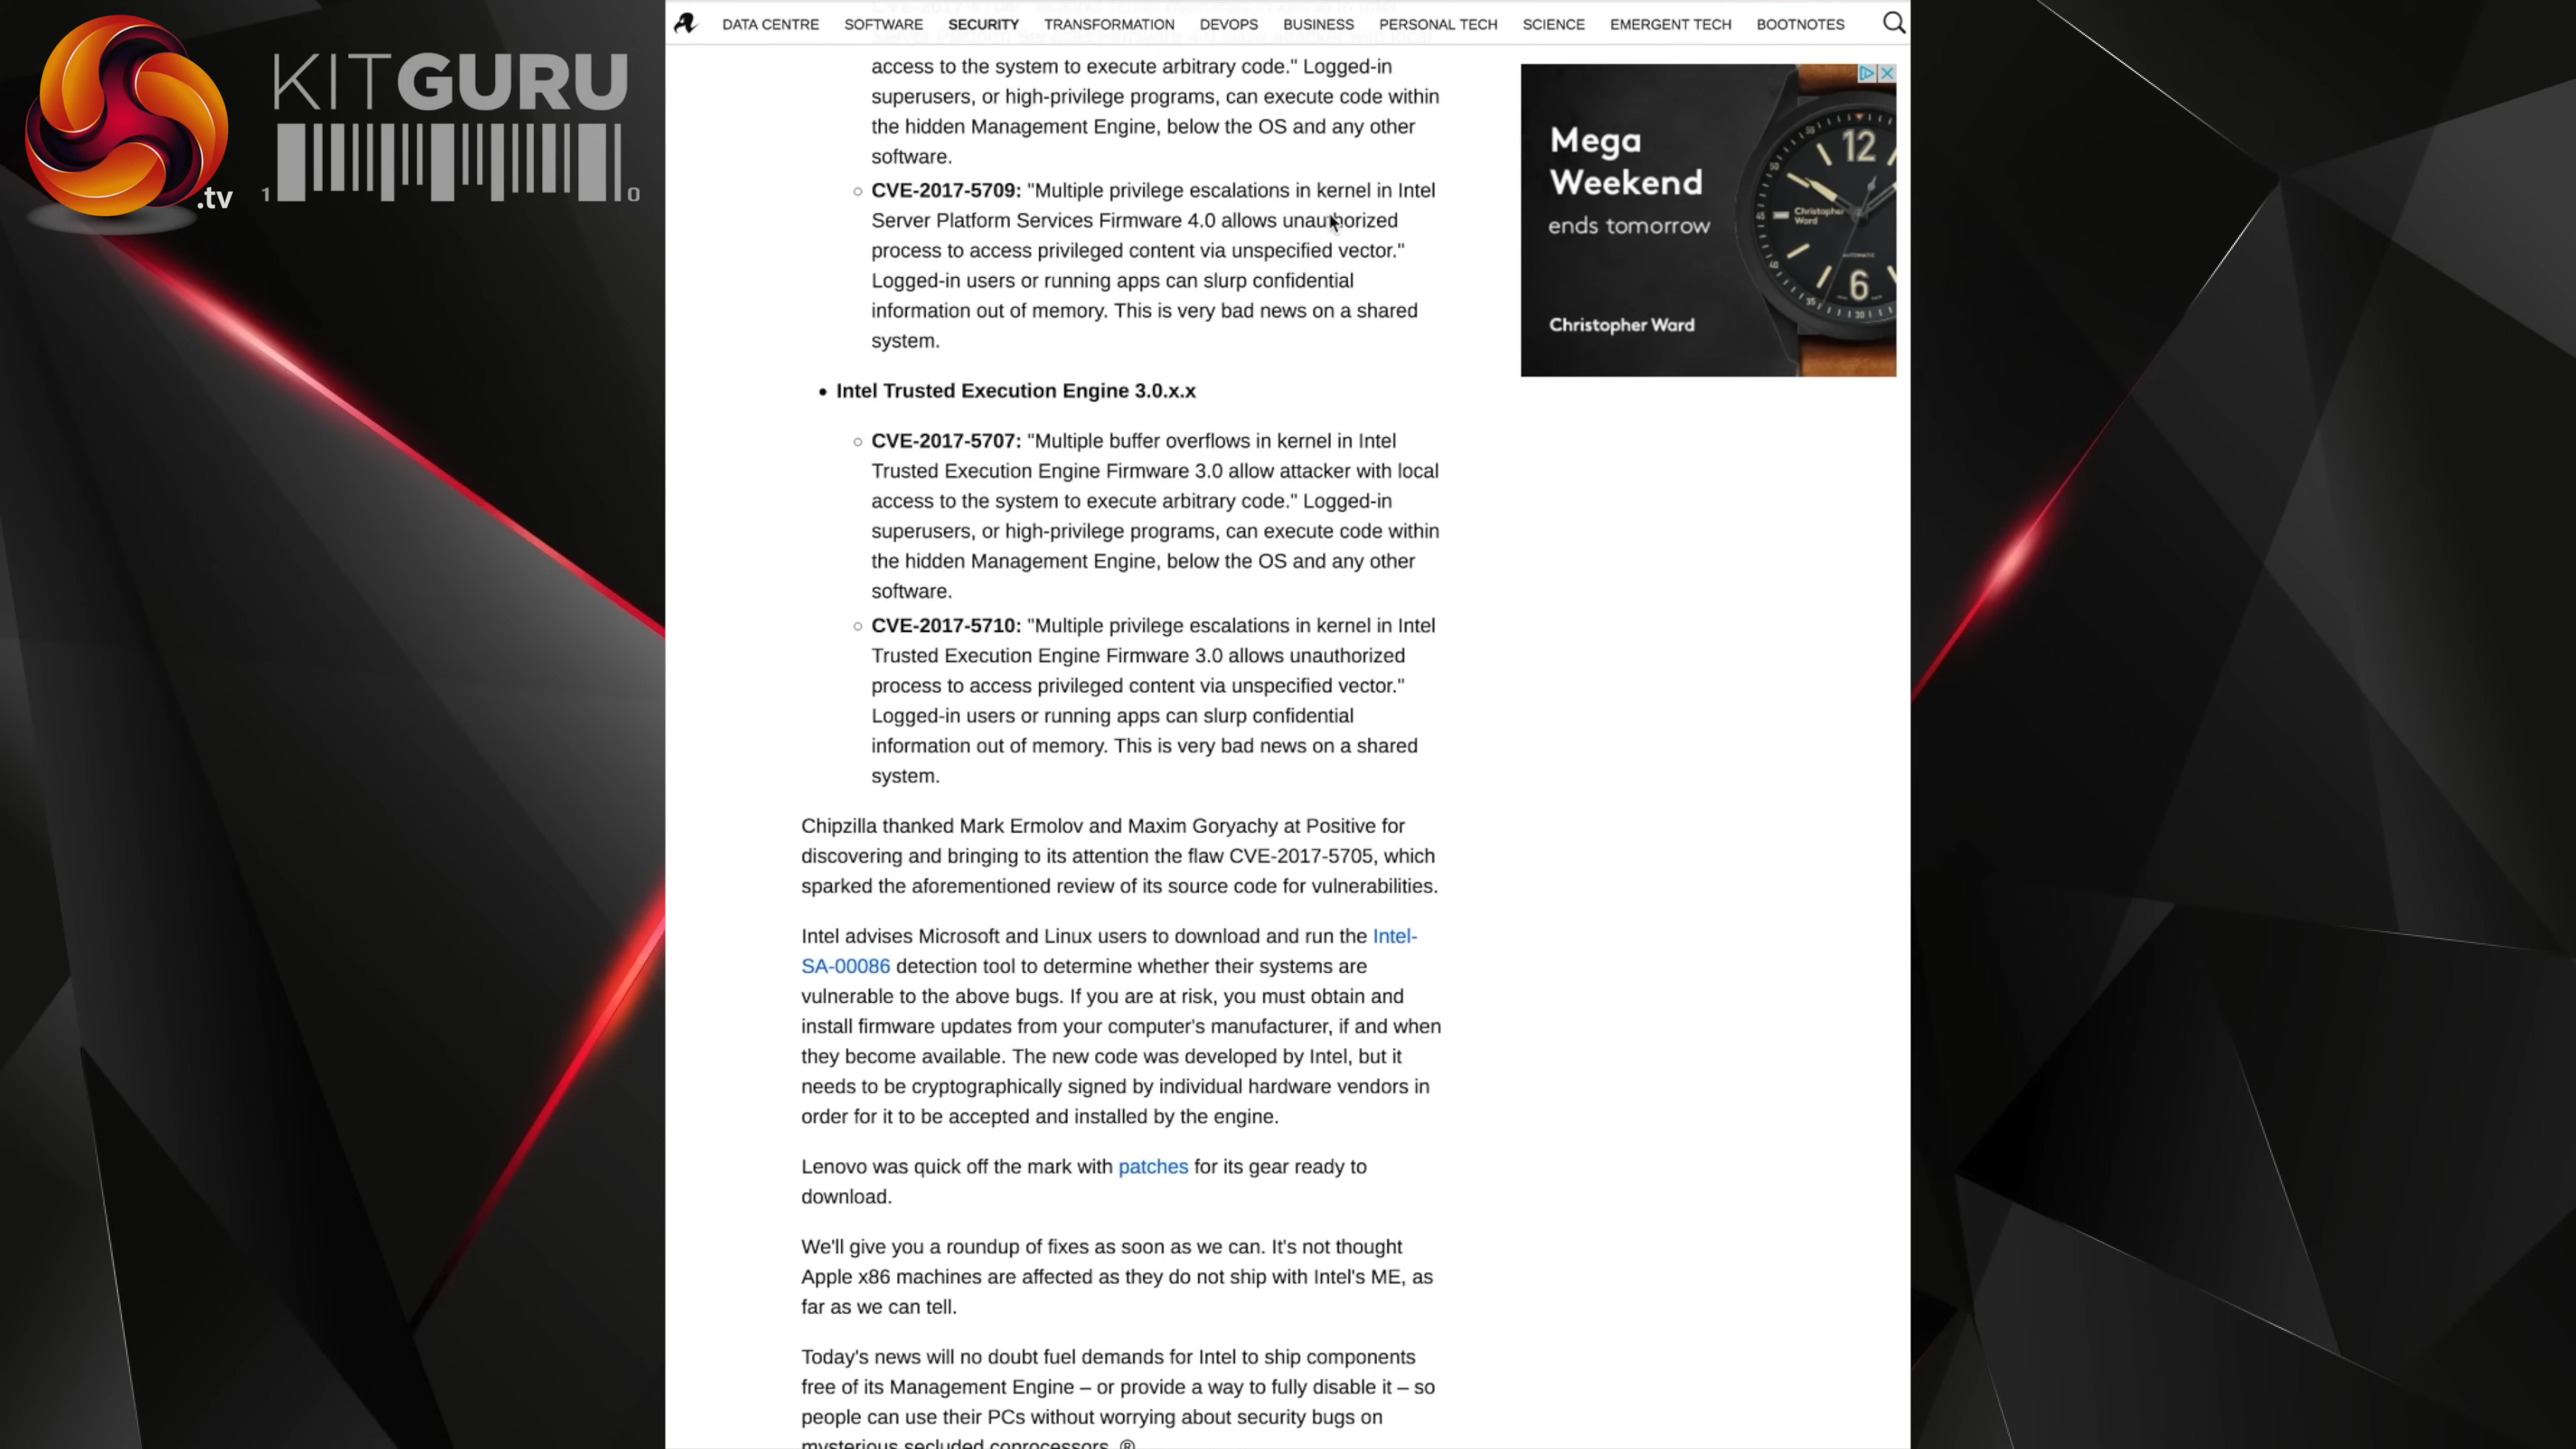 KITGURU
.tv
1 0
DATA CENTRE SOFTWARE SECURITY TRANSFORMATION DEVOPS BUSINESS PERSONAL TECH SCIENCE EMERGENT TECH BOOTNOTES
access to the system to execute arbitrary code." Logged-in
superusers, or high-privilege programs, can execute code within
the hidden Management Engine, below the OS and any other
software.
CVE-2017-5709: "Multiple privilege escalations in kernel in Intel
Server Platform Services Firmware 4.0 allows unauthorized
process to access privileged content via unspecified vector."
Logged-in users or running apps can slurp confidential
information out of memory. This is very bad news on a shared
system.
Intel Trusted Execution Engine 3.0.x.x
CVE-2017-5707: "Multiple buffer overflows in kernel in Intel
Trusted Execution Engine Firmware 3.0 allow attacker with local
access to the system to execute arbitrary code." Logged-in
superusers, or high-privilege programs, can execute code within
the hidden Management Engine, below the OS and any other
software.
CVE-2017-5710: "Multiple privilege escalations in kernel in Intel
Trusted Execution Engine Firmware 3.0 allows unauthorized
process to access privileged content via unspecified vector."
Logged-in users or running apps can slurp confidential
information out of memory. This is very bad news on a shared
system.
Chipzilla thanked Mark Ermolov and Maxim Goryachy at Positive for
discovering and bringing to its attention the flaw CVE-2017-5705, which
sparked the aforementioned review of its source code for vulnerabilities.
Intel advises Microsoft and Linux users to download and run the Intel-
SA-00086 detection tool to determine whether their systems are
vulnerable to the above bugs. If you are at risk, you must obtain and
install firmware updates from your computer's manufacturer, if and when
they become available. The new code was developed by Intel, but it
needs to be cryptographically signed by individual hardware vendors in
order for it to be accepted and installed by the engine.
Lenovo was quick off the mark with patches for its gear ready to
download.
We'll give you a roundup of fixes as soon as we can. It's not thought
Apple x86 machines are affected as they do not ship with Intel's ME, as
far as we can tell.
Today's news will no doubt fuel demands for Intel to ship components
free of its Management Engine – or provide a way to fully disable it – so
people can use their PCs without worrying about security bugs on
mysterious secluded coprocessors. ®
Mega
Weekend
ends tomorrow
Christopher Ward
12
Christopher
Ward
6